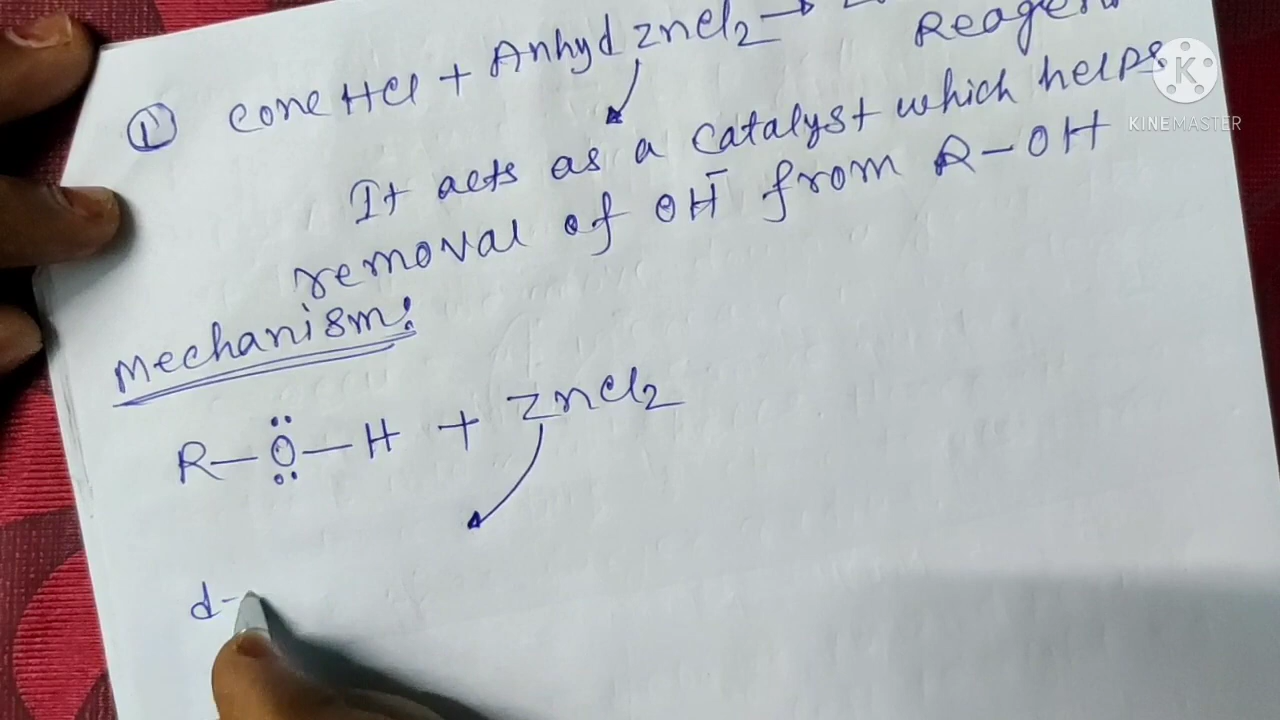 ① conc HCl + Anhyd ZnCl2 →
Reagent
It acts as a catalyst which helps
removal of OH⁻ from R-OH
Mechanism:
R-Ö-H + ZnCl2
d-
K
KINEMASTER